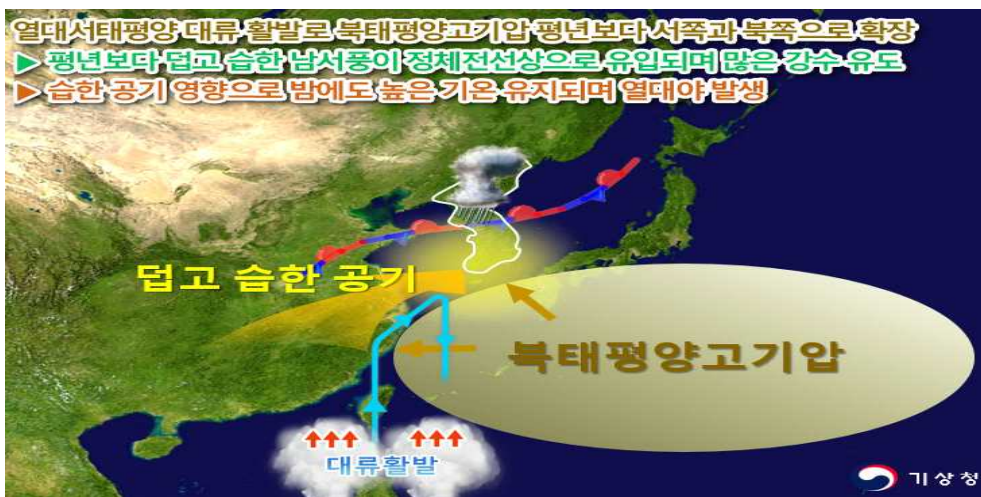 열대서태평양 대류 활발로 북태평양고기압 평년보다 서쪽과 북쪽으로 확장
▶ 평년보다 덥고 습한 남서풍이 정체전선상으로 유입되며 많은 강수 유도
▶ 습한 공기 영향으로 밤에도 높은 기온 유지되며 열대야 발생
덥고 습한 공기
북태평양고기압
대류활발
기상청